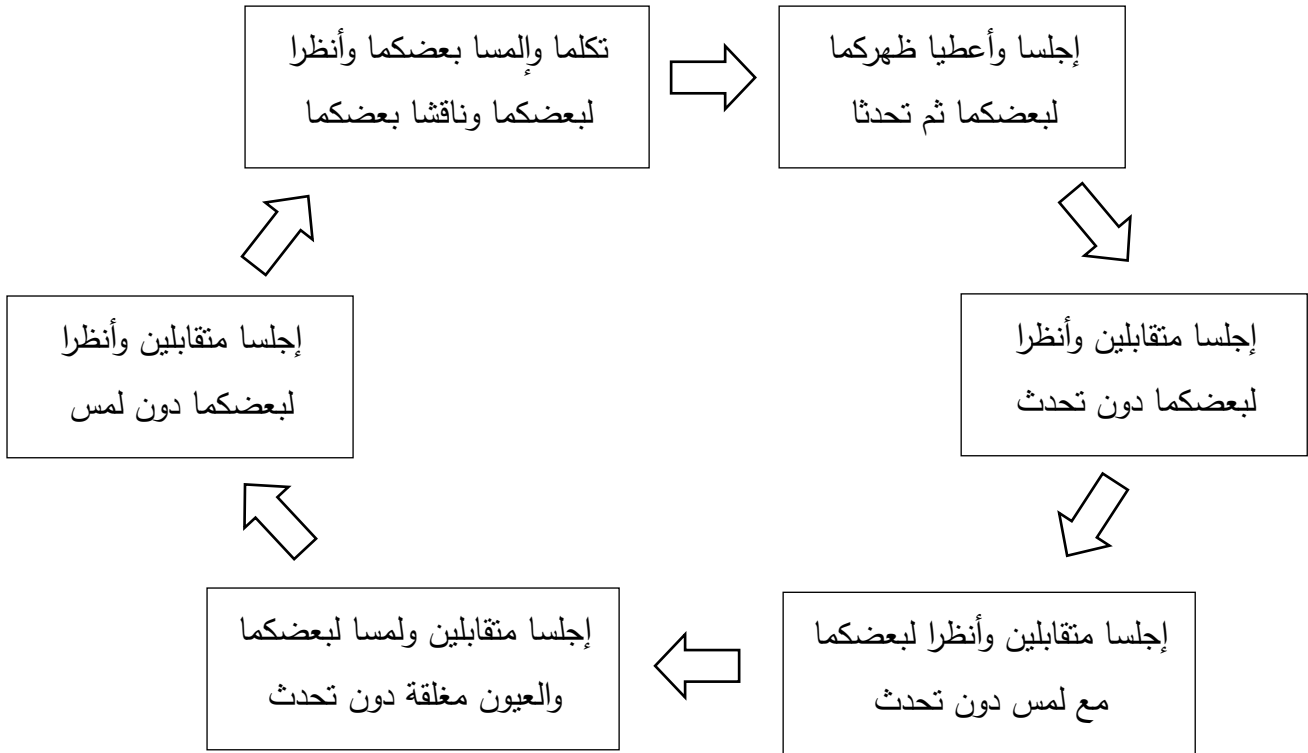 تكلما وإلمسا بعضكما وأنظرا
لبعضكما وناقشا بعضكما
إجلسا وأعطيا ظهركما
لبعضكما ثم تحدثا
إجلسا متقابلين وأنظرا
لبعضكما دون تحدث
إجلسا متقابلين وأنظرا لبعضكما
مع لمس دون تحدث
إجلسا متقابلين ولمسا لبعضكما
والعيون مغلقة دون تحدث
إجلسا متقابلين وأنظرا
لبعضكما دون لمس